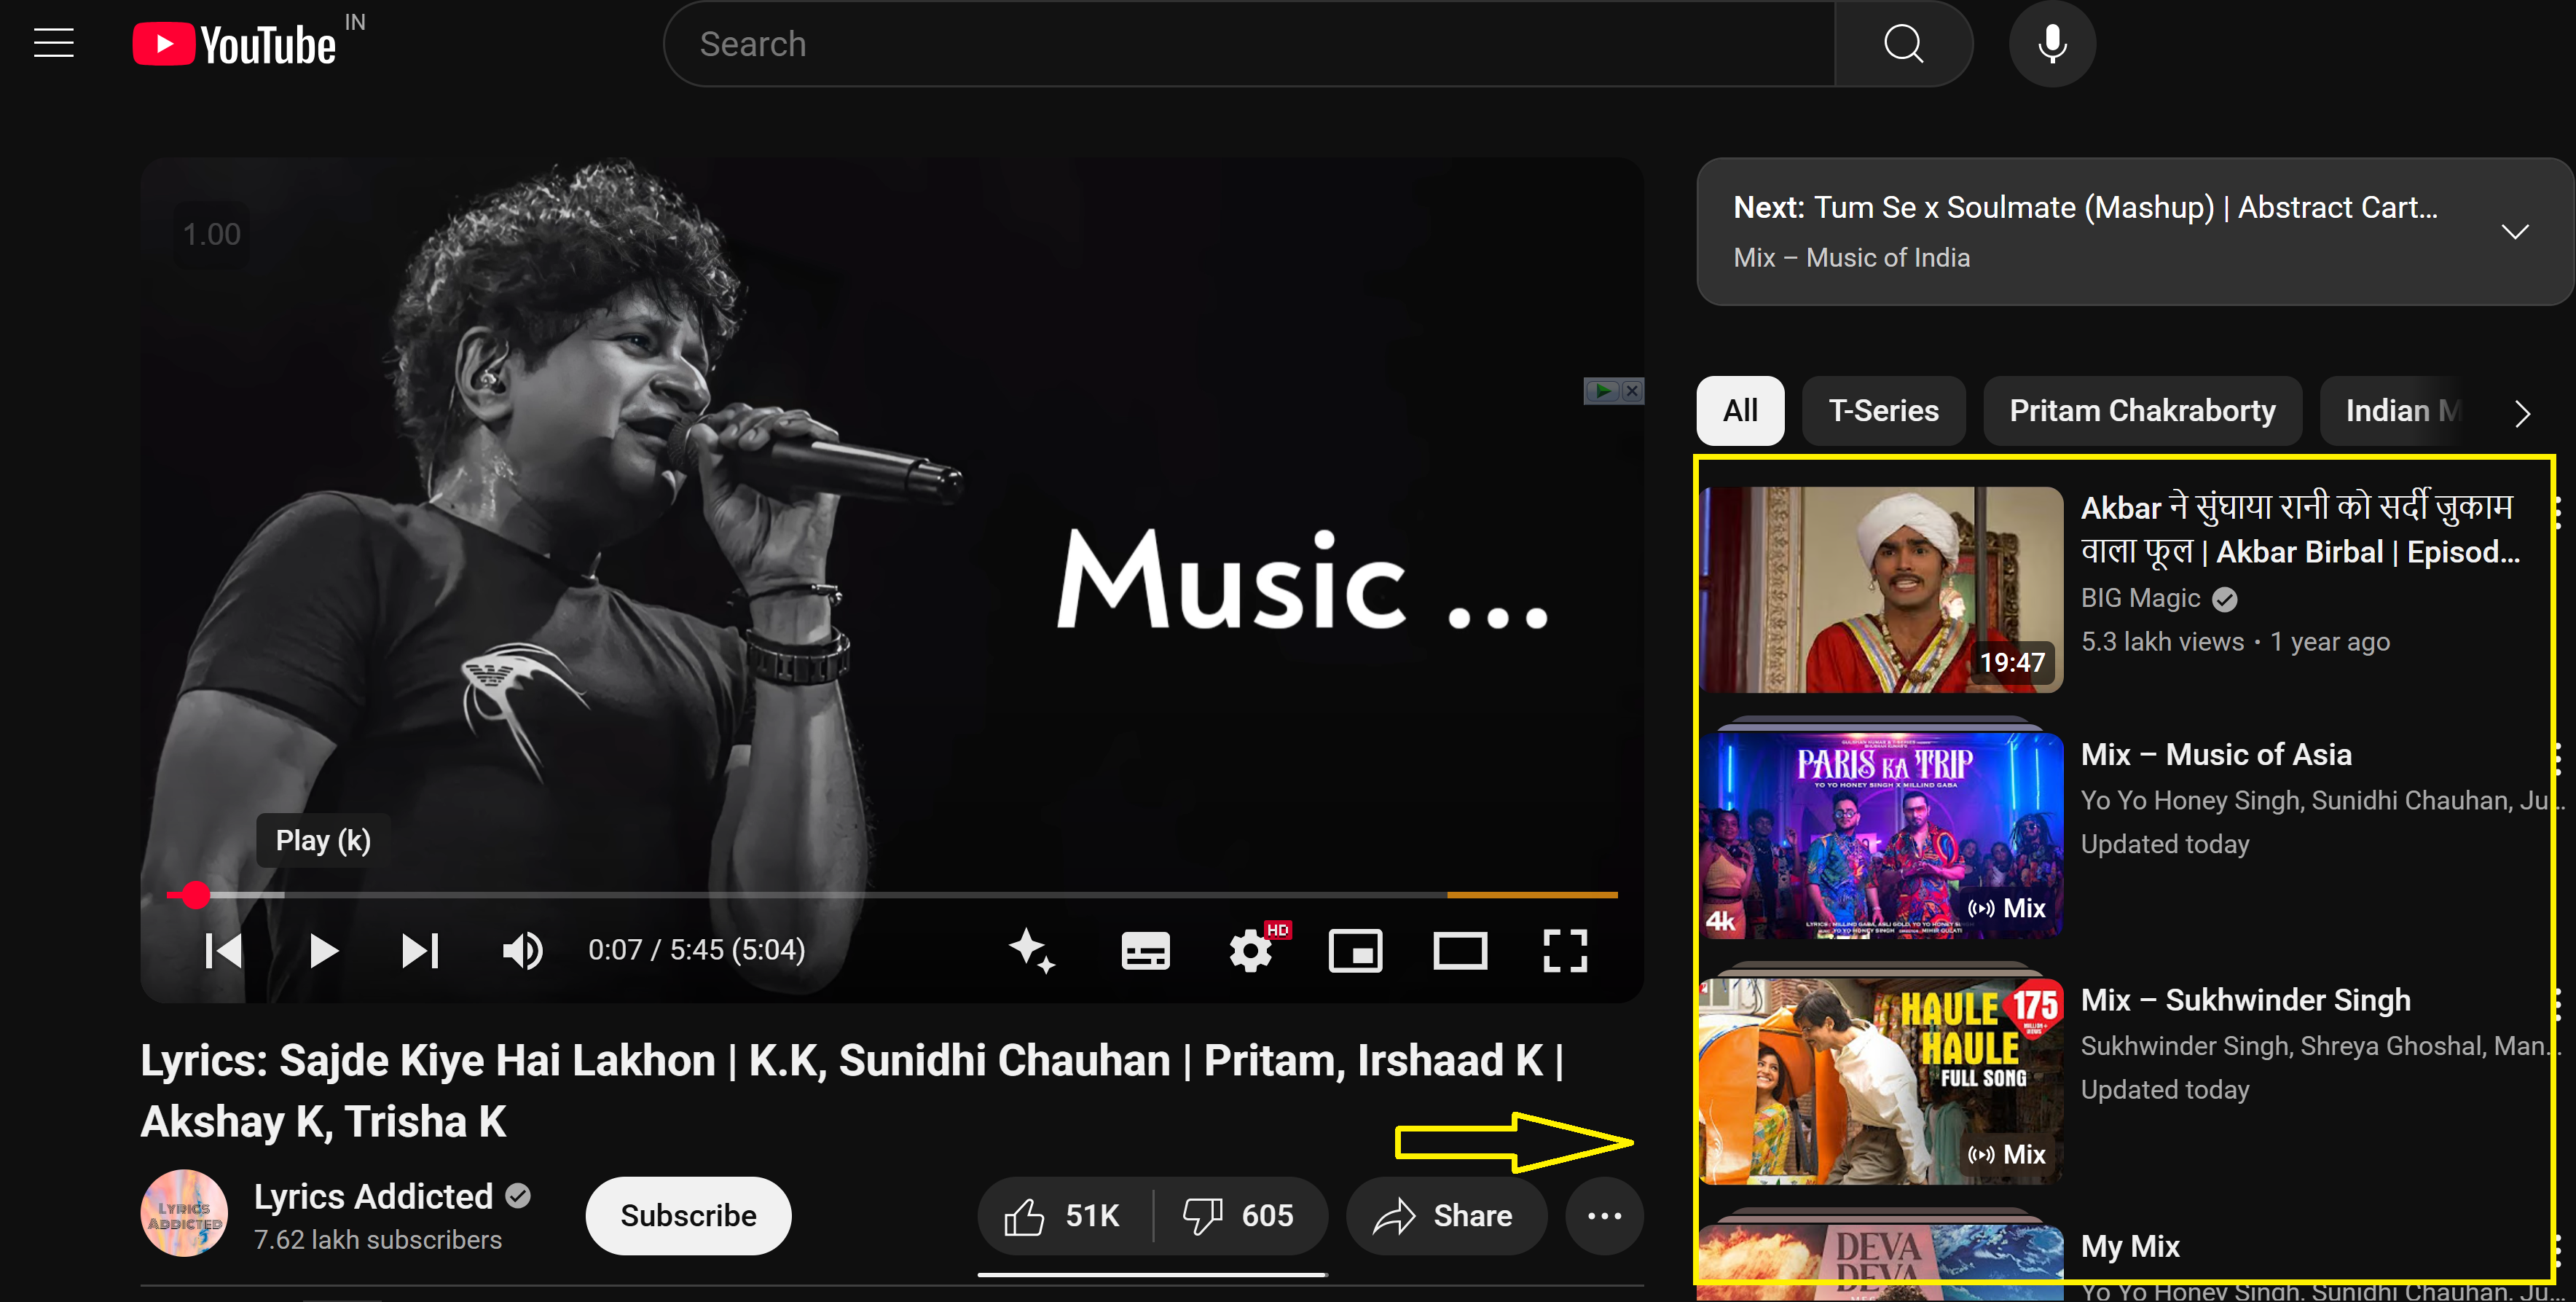 YouTube IN
Search
1.00
Music ...
Play (k)
0:07 / 5:45 (5:04)
HD
Lyrics: Sajde Kiye Hai Lakhon | K.K, Sunidhi Chauhan | Pritam, Irshaad K |
Akshay K, Trisha K
LYRICS
ADDICTED
Lyrics Addicted
7.62 lakh subscribers
Subscribe
51K
605
Share
Next: Tum Se x Soulmate (Mashup) | Abstract Cart...
Mix – Music of India
All
T-Series
Pritam Chakraborty
Indian M
19:47
Akbar ने सुंघाया रानी को सर्दी ज़ुकाम
वाला फूल | Akbar Birbal | Episod...
BIG Magic
5.3 lakh views • 1 year ago
PARIS KA TRIP
YO YO HONEY SINGH X MILLIND GABA
4k
Mix
Mix – Music of Asia
Yo Yo Honey Singh, Sunidhi Chauhan, Ju...
Updated today
HAULE
HAULE
FULL SONG
175
MILLION+
VIEWS
Mix
Mix – Sukhwinder Singh
Sukhwinder Singh, Shreya Ghoshal, Man...
Updated today
DEVA
DEVA
My Mix
Yo Yo Honey Singh, Sunidhi Chauhan, Ju...